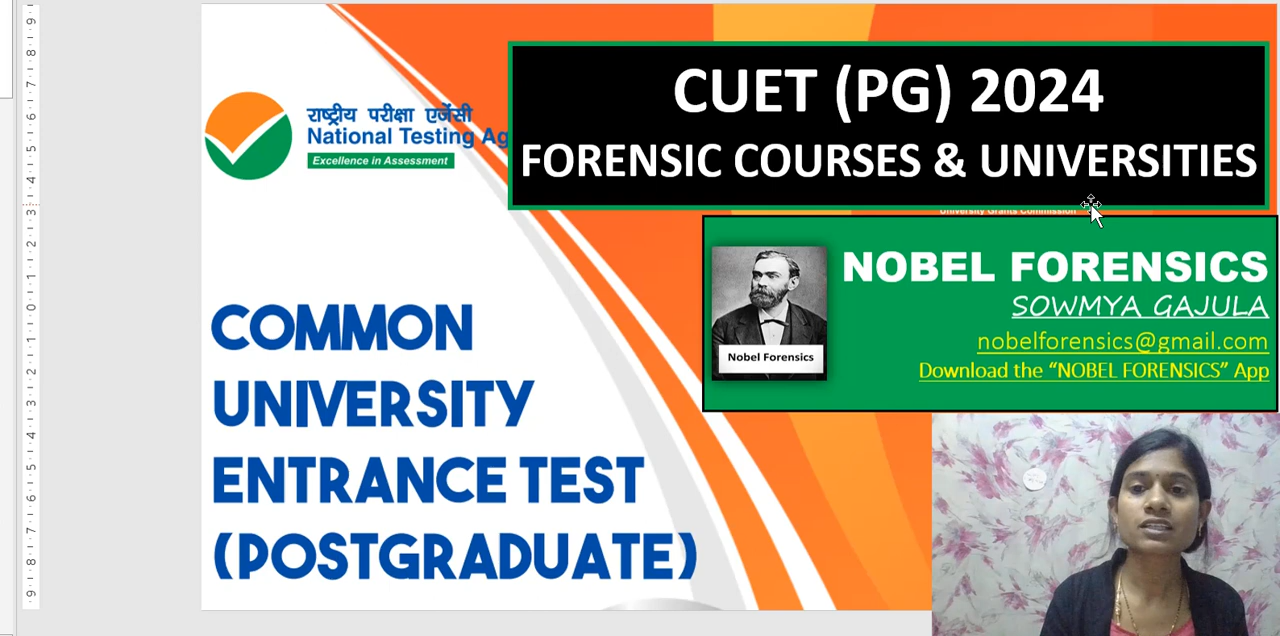 राष्ट्रीय परीक्षा एजेंसी
National Testing Ag
Excellence in Assessment
CUET (PG) 2024
FORENSIC COURSES & UNIVERSITIES
University Grants Commission
NOBEL FORENSICS
SOWMYA GAJULA
nobelforensics@gmail.com
Download the “NOBEL FORENSICS” App
Nobel Forensics
COMMON
UNIVERSITY
ENTRANCE TEST
(POSTGRADUATE)